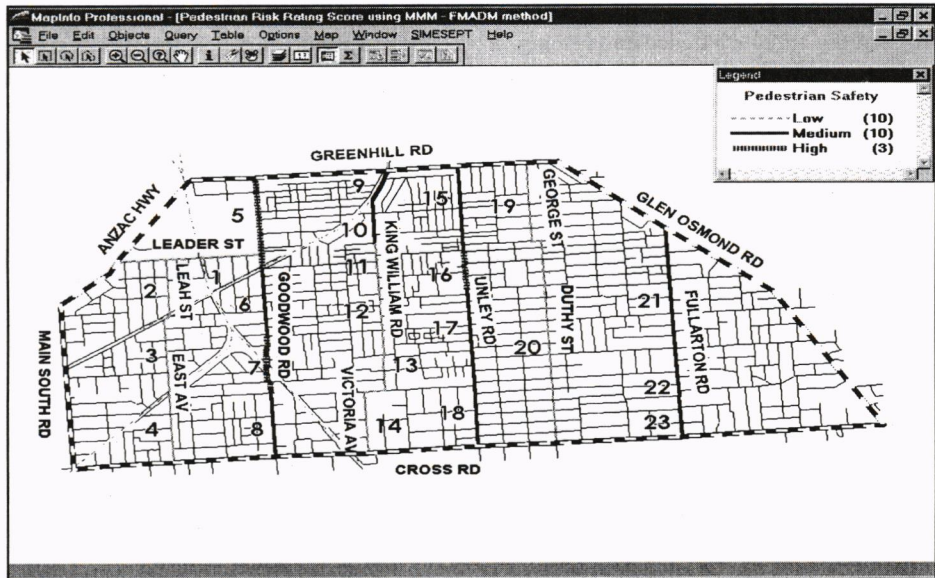 MapInfo Professional - [Pedestrian Risk Rating Score using MMM - FMADM method]
File Edit Objects Query Table Options Map Window SIMESEPT Help
Legend
Pedestrian Safety
Low (10)
Medium (10)
High (3)
GREENHILL RD
ANZAC HWY
GLEN OSMOND RD
MAIN SOUTH RD
CROSS RD
LEADER ST
LEAH ST
EAST AV
GOODWOOD RD
VICTORIA AV
KING WILLIAM RD
UNLEY RD
GEORGE ST
DUTHY ST
FULLARTON RD
1
2
3
4
5
6
7
8
9
10
11
12
13
14
15
16
17
18
19
20
21
22
23